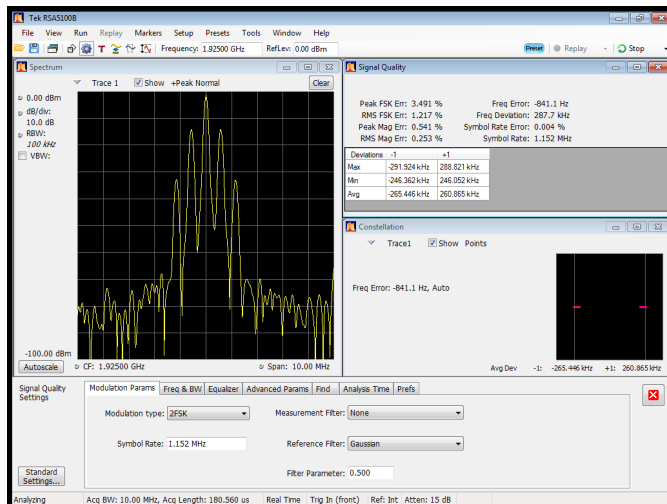 Tek RSA5100B
File View Run Replay Markers Setup Presets Tools Window Help
T Frequency: 1.92500 GHz RefLev: 0.00 dBm Preset Replay Stop
Spectrum
Trace 1 Show +Peak Normal Clear
0.00 dBm
dB/div:
10.0 dB
RBW:
100 kHz
VBW:
-100.00 dBm
Autoscale CF: 1.92500 GHz Span: 10.00 MHz
Signal Quality
Peak FSK Err: 3.491 % Freq Error: -841.1 Hz
RMS FSK Err: 1.217 % Freq Deviation: 287.7 kHz
Peak Mag Err: 0.541 % Symbol Rate Error: 0.004 %
RMS Mag Err: 0.253 % Symbol Rate: 1.152 MHz
Deviations -1 +1
Max -291.924 kHz 288.821 kHz
Min -246.362 kHz 246.052 kHz
Avg -265.446 kHz 260.865 kHz
Constellation
Trace1 Show Points
Freq Error: -841.1 Hz, Auto
Avg Dev -1: -265.446 kHz +1: 260.865 kHz
Signal Quality
Settings
Modulation Params Freq & BW Equalizer Advanced Params Find Analysis Time Prefs
Modulation type: 2FSK Measurement Filter: None
Symbol Rate: 1.152 MHz Reference Filter: Gaussian
Filter Parameter: 0.500
Standard
Settings...
Analyzing Acq BW: 10.00 MHz, Acq Length: 180.560 us Real Time Trig In (front) Ref: Int Atten: 15 dB